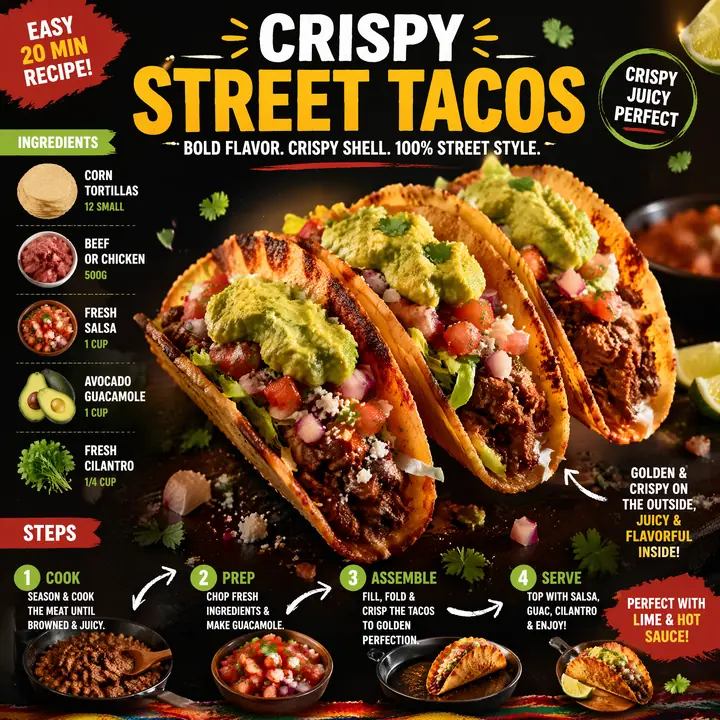 EASY
20 MIN
RECIPE!
CRISPY
STREET TACOS
BOLD FLAVOR. CRISPY SHELL. 100% STREET STYLE.
CRISPY
JUICY
PERFECT
INGREDIENTS
CORN
TORTILLAS
12 SMALL
BEEF
OR CHICKEN
500G
FRESH
SALSA
1 CUP
AVOCADO
GUACAMOLE
1 CUP
FRESH
CILANTRO
1/4 CUP
GOLDEN &
CRISPY ON
THE OUTSIDE,
JUICY &
FLAVORFUL
INSIDE!
STEPS
1 COOK
SEASON & COOK
THE MEAT UNTIL
BROWNED & JUICY.
2 PREP
CHOP FRESH
INGREDIENTS &
MAKE GUACAMOLE.
3 ASSEMBLE
FILL, FOLD &
CRISP THE TACOS
TO GOLDEN
PERFECTION.
4 SERVE
TOP WITH SALSA,
GUAC, CILANTRO
& ENJOY!
PERFECT WITH
LIME & HOT
SAUCE!